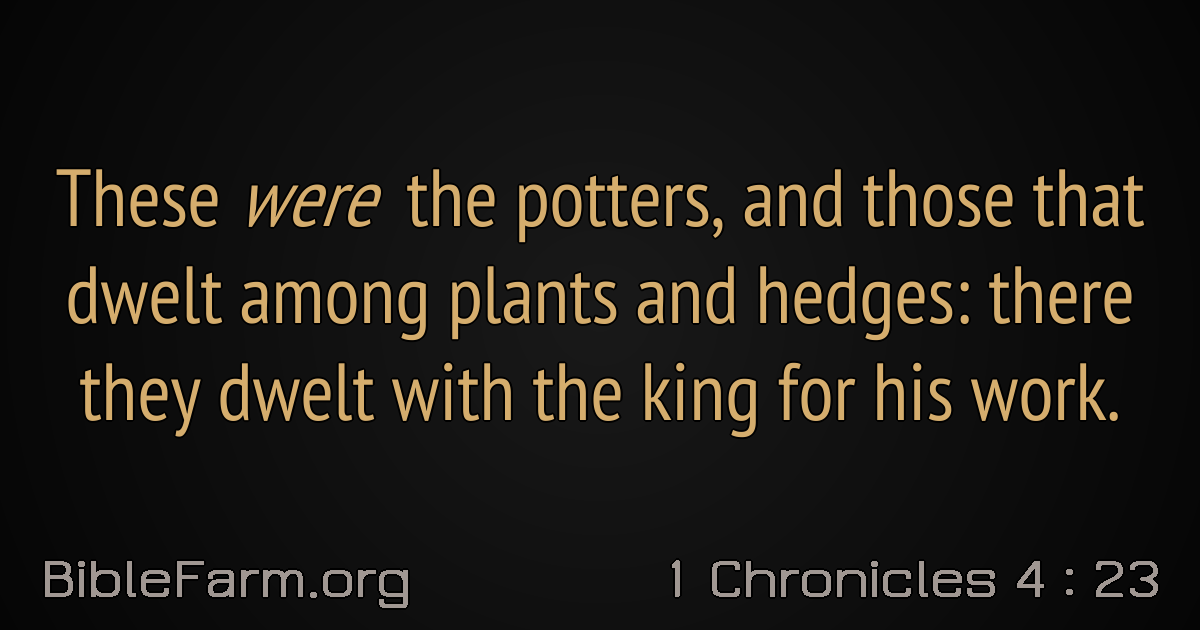 These were the potters, and those that
dwelt among plants and hedges: there
they dwelt with the king for his work.
BibleFarm.org
1 Chronicles 4 : 23